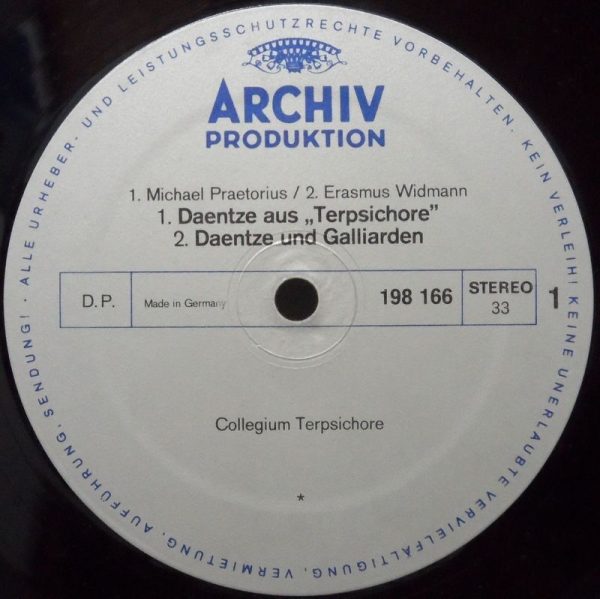 ALLE URHEBER- UND LEISTUNGSSCHUTZRECHTE VORBEHALTEN. KEIN VERLEIH! KEINE UNERLAUBTE VERVIELFÄLTIGUNG, VERMIETUNG, AUFFÜHRUNG, SENDUNG! ·
ARCHIV
PRODUKTION
1. Michael Praetorius / 2. Erasmus Widmann
1. Daentze aus „Terpsichore”
2. Daentze und Galliarden
D.P. Made in Germany 198 166 STEREO 33 1
Collegium Terpsichore
*